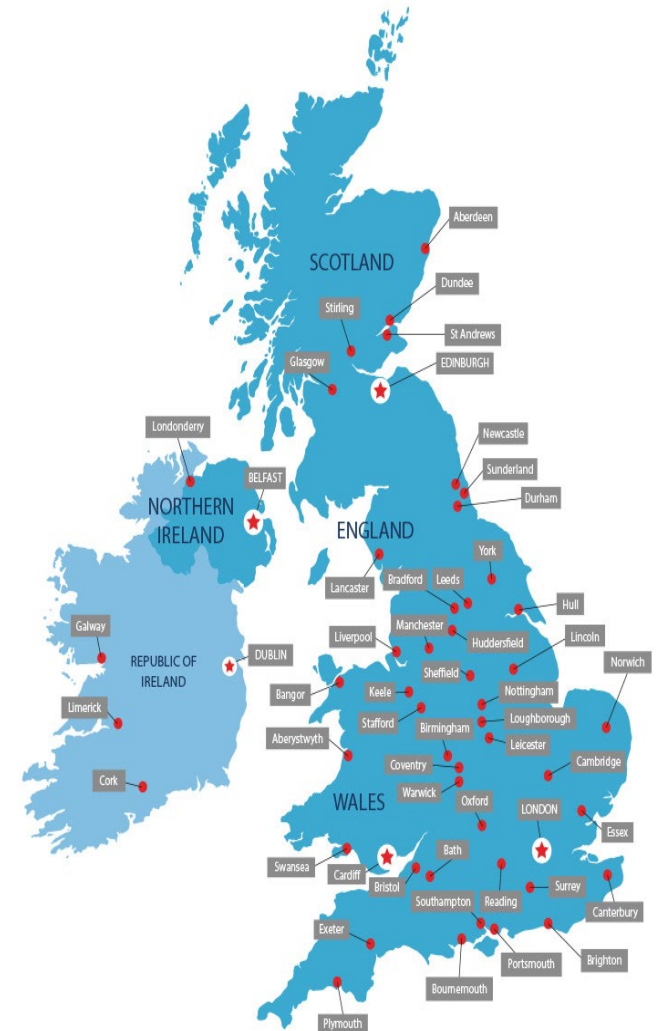 Aberdeen
SCOTLAND
Dundee
Stirling
St Andrews
Glasgow
EDINBURGH
Londonderry
Newcastle
BELFAST
Sunderland
Durham
NORTHERN
IRELAND
ENGLAND
York
Bradford
Leeds
Lancaster
Hull
Manchester
Liverpool
Huddersfield
Lincoln
Galway
DUBLIN
REPUBLIC OF
IRELAND
Sheffield
Norwich
Bangor
Keele
Nottingham
Limerick
Stafford
Loughborough
Birmingham
Aberystwyth
Leicester
Coventry
Cambridge
Cork
Warwick
WALES
Oxford
LONDON
Essex
Swansea
Cardiff
Bath
Bristol
Southampton
Reading
Surrey
Canterbury
Exeter
Brighton
Portsmouth
Bournemouth
Plymouth